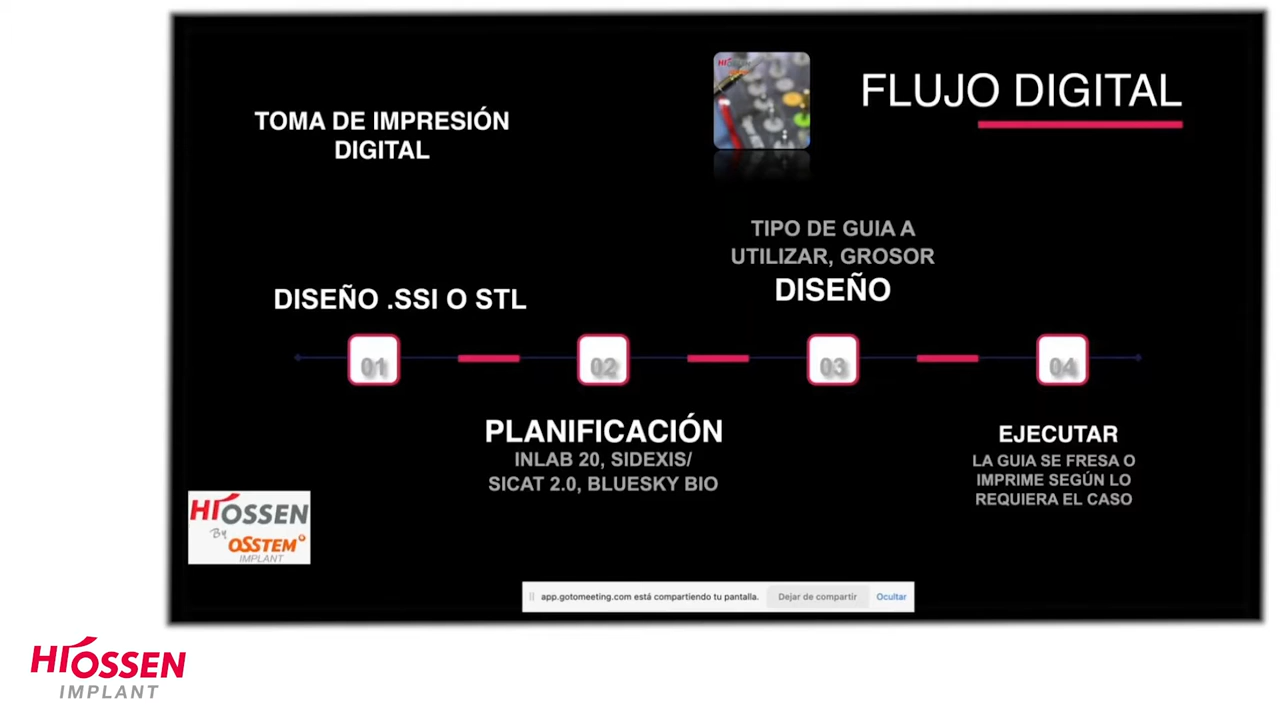 FLUJO DIGITAL
TOMA DE IMPRESIÓN
DIGITAL
TIPO DE GUIA A
UTILIZAR, GROSOR
DISEÑO
DISEÑO .SSI O STL
01
02
03
04
PLANIFICACIÓN
INLAB 20, SIDEXIS/
SICAT 2.0, BLUESKY BIO
EJECUTAR
LA GUIA SE FRESA O
IMPRIME SEGÚN LO
REQUIERA EL CASO
HIOSSEN
By
OSSTEM
IMPLANT
app.gotomeeting.com está compartiendo tu pantalla. Dejar de compartir Ocultar
HIOSSEN
IMPLANT